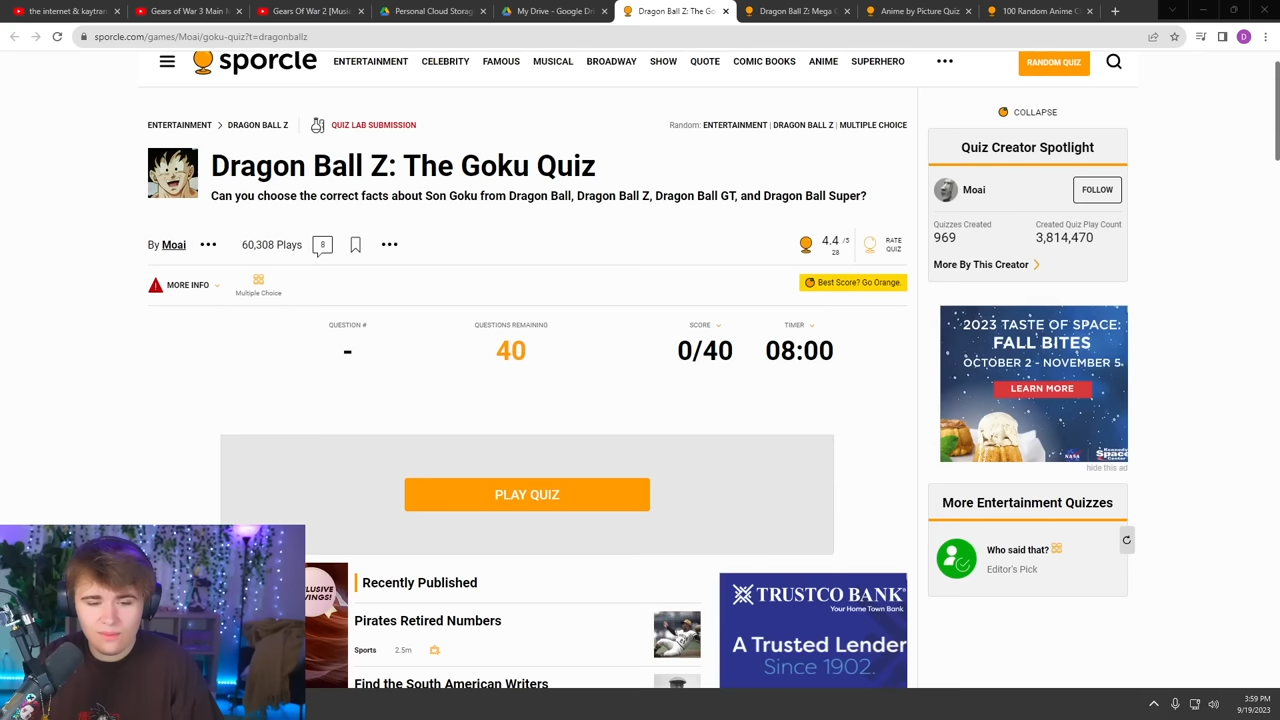 the internet & kaytran
Gears of War 3 Main M
Gears of War 2 [Musi
Personal Cloud Storag
My Drive - Google Dri
Dragon Ball Z: The Go
Dragon Ball Z: Mega Q
Anime by Picture Quiz
100 Random Anime C
sporcle.com/games/Moai/goku-quiz?t=dragonballz
D
sporcle
ENTERTAINMENT CELEBRITY FAMOUS MUSICAL BROADWAY SHOW QUOTE COMIC BOOKS ANIME SUPERHERO
RANDOM QUIZ
ENTERTAINMENT > DRAGON BALL Z
QUIZ LAB SUBMISSION
Random: ENTERTAINMENT | DRAGON BALL Z | MULTIPLE CHOICE
Dragon Ball Z: The Goku Quiz
Can you choose the correct facts about Son Goku from Dragon Ball, Dragon Ball Z, Dragon Ball GT, and Dragon Ball Super?
By Moai
60,308 Plays
8
4.4 /5
28
RATE
QUIZ
MORE INFO
Multiple Choice
Best Score? Go Orange.
QUESTION #
-
QUESTIONS REMAINING
40
SCORE
0/40
TIMER
08:00
PLAY QUIZ
Recently Published
Pirates Retired Numbers
Sports 2.5m
Find the South American Writers
TRUSTCO BANK®
Your Home Town Bank
A Trusted Lender
Since 1902.
COLLAPSE
Quiz Creator Spotlight
Moai
FOLLOW
Quizzes Created
969
Created Quiz Play Count
3,814,470
More By This Creator
2023 TASTE OF SPACE:
FALL BITES
OCTOBER 2 - NOVEMBER 5
LEARN MORE
NASA
hide this ad
More Entertainment Quizzes
Who said that?
Editor's Pick
3:59 PM
9/19/2023